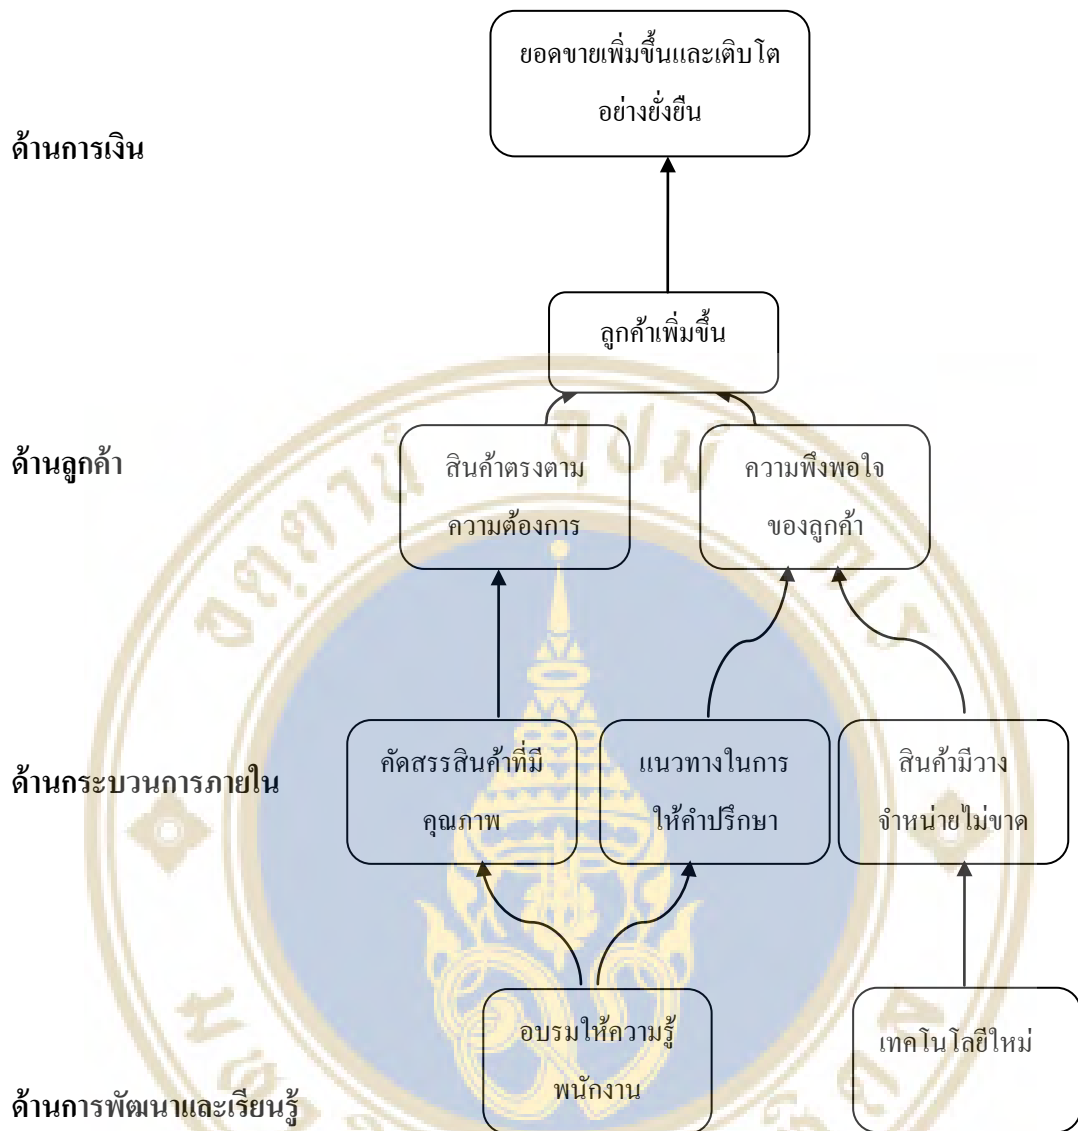 ยอดขายเพิ่มขึ้นและเติบโต
อย่างยั่งยืน
ด้านการเงิน
ลูกค้าเพิ่มขึ้น
ด้านลูกค้า
สินค้าตรงตาม
ความต้องการ
ความพึงพอใจ
ของลูกค้า
ด้านกระบวนการภายใน
คัดสรรสินค้าที่มี
คุณภาพ
แนวทางในการ
ให้คำปรึกษา
สินค้ามีวาง
จำหน่ายไม่ขาด
อบรมให้ความรู้
พนักงาน
เทคโนโลยีใหม่
ด้านการพัฒนาและเรียนรู้